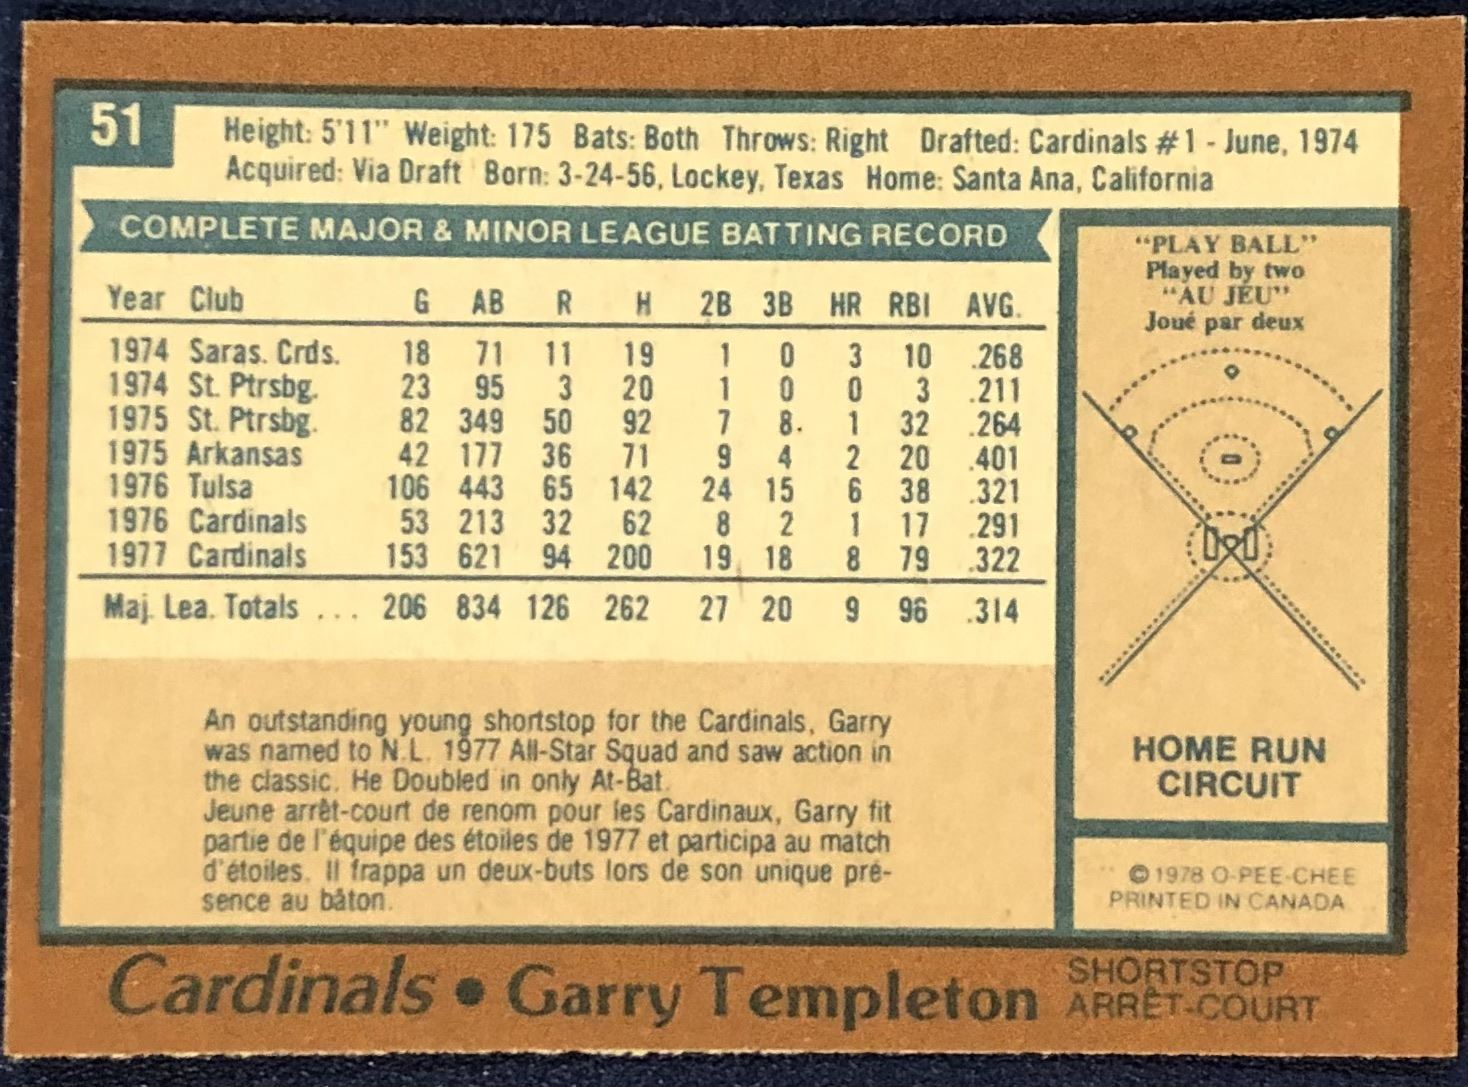 51
Height: 5'11" Weight: 175 Bats: Both Throws: Right Drafted: Cardinals #1 - June, 1974
Acquired: Via Draft Born: 3-24-56, Lockey, Texas Home: Santa Ana, California
COMPLETE MAJOR & MINOR LEAGUE BATTING RECORD
Year Club G AB R H 2B 3B HR RBI AVG.
1974 Saras. Crds. 18 71 11 19 1 0 3 10 .268
1974 St. Ptrsbg. 23 95 3 20 1 0 0 3 .211
1975 St. Ptrsbg. 82 349 50 92 7 8 1 32 .264
1975 Arkansas 42 177 36 71 9 4 2 20 .401
1976 Tulsa 106 443 65 142 24 15 6 38 .321
1976 Cardinals 53 213 32 62 8 2 1 17 .291
1977 Cardinals 153 621 94 200 19 18 8 79 .322
Maj. Lea. Totals ... 206 834 126 262 27 20 9 96 .314
An outstanding young shortstop for the Cardinals, Garry
was named to N.L. 1977 All-Star Squad and saw action in
the classic. He Doubled in only At-Bat.
Jeune arrêt-court de renom pour les Cardinaux, Garry fit
partie de l'équipe des étoiles de 1977 et participa au match
d'étoiles. Il frappa un deux-buts lors de son unique pré-
sence au bâton.
"PLAY BALL"
Played by two
"AU JEU"
Joué par deux
HOME RUN
CIRCUIT
© 1978 O-PEE-CHEE
PRINTED IN CANADA
Cardinals • Garry Templeton
SHORTSTOP
ARRÊT-COURT